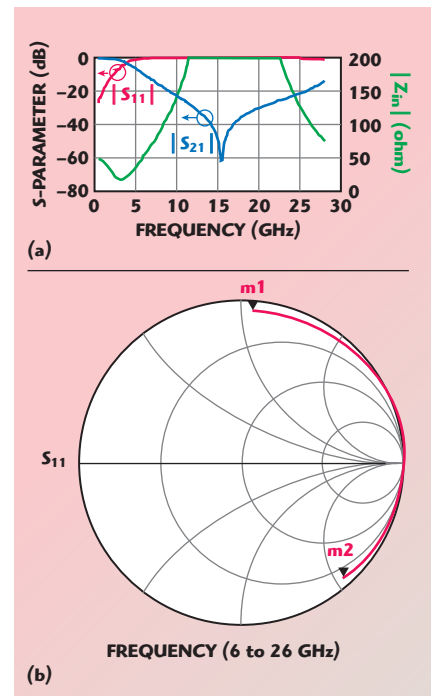 S-PARAMETER (dB)
0
−20
−40
−60
−80
|S11|
|S21|
200
150
100
50
0
|Zin| (ohm)
0 5 10 15 20 25 30
FREQUENCY (GHz)
(a)
m1
S11
m2
FREQUENCY (6 to 26 GHz)
(b)